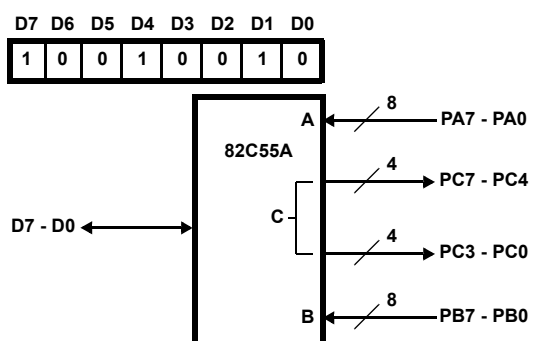 D7 D6 D5 D4 D3 D2 D1 D0
1 0 0 1 0 0 1 0
8
A PA7 - PA0
82C55A
4
PC7 - PC4
C
D7 - D0
4
PC3 - PC0
8
B PB7 - PB0